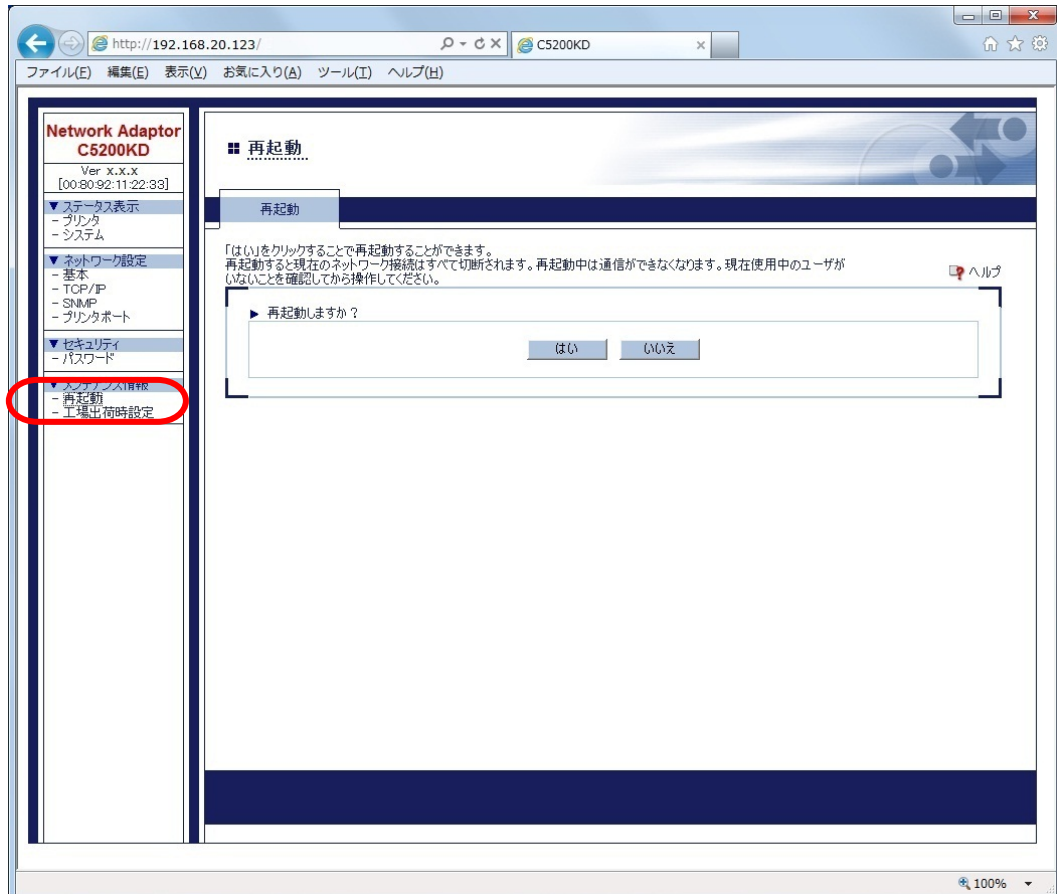 http://192.168.20.123/
C5200KD
ファイル(F) 編集(E) 表示(V) お気に入り(A) ツール(T) ヘルプ(H)
Network Adaptor
C5200KD
Ver x.x.x
[00:80:92:11:22:33]
▼ ステータス表示
- プリンタ
- システム
▼ ネットワーク設定
- 基本
- TCP/IP
- SNMP
- プリンタポート
▼ セキュリティ
- パスワード
▼ メンテナンス情報
- 再起動
- 工場出荷時設定
再起動
再起動
「はい」をクリックすることで再起動することができます。
再起動すると現在のネットワーク接続はすべて切断されます。再起動中は通信ができなくなります。現在使用中のユーザが
いないことを確認してから操作してください。
ヘルプ
▶ 再起動しますか？
はい いいえ
100%